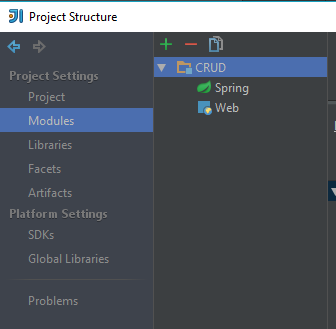 Project Structure
Project Settings
Project
Modules
Libraries
Facets
Artifacts
Platform Settings
SDKs
Global Libraries
Problems
CRUD
Spring
Web